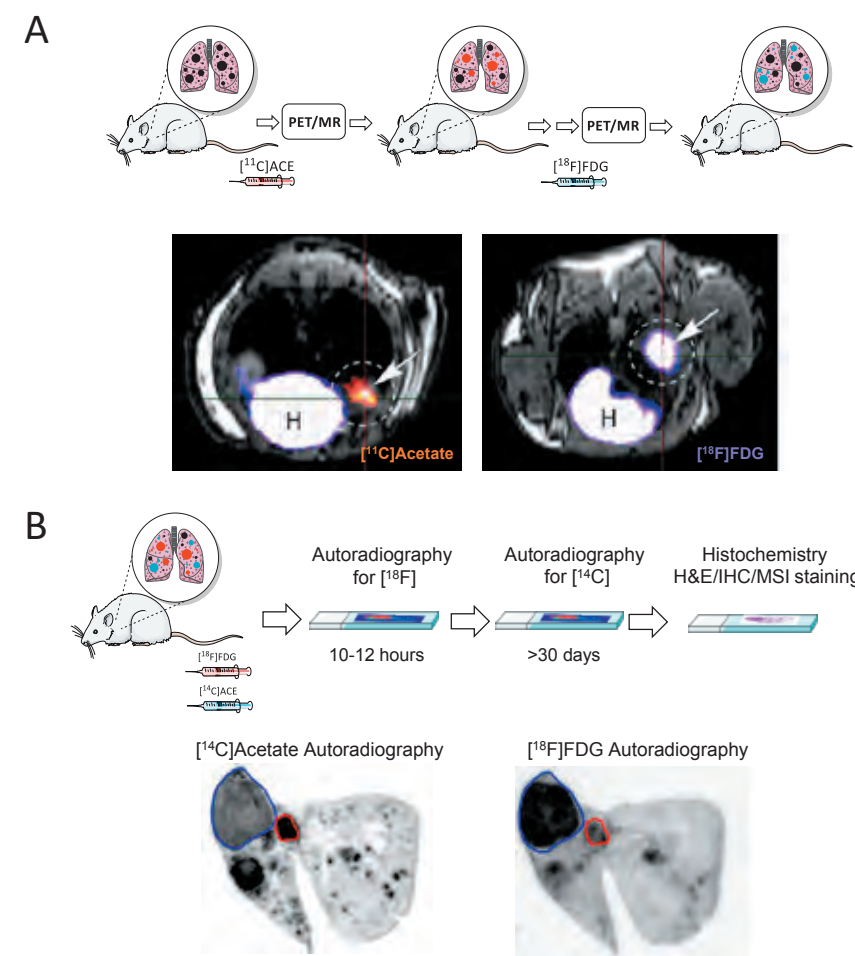 A
PET/MR
PET/MR
[¹¹C]ACE
[¹⁸F]FDG
H
[¹¹C]Acetate
H
[¹⁸F]FDG
B
Autoradiography
for [¹⁸F]
Autoradiography
for [¹⁴C]
Histochemistry
H&E/IHC/MSI staining
10-12 hours
>30 days
[¹⁸F]FDG
[¹⁴C]ACE
[¹⁴C]Acetate Autoradiography
[¹⁸F]FDG Autoradiography